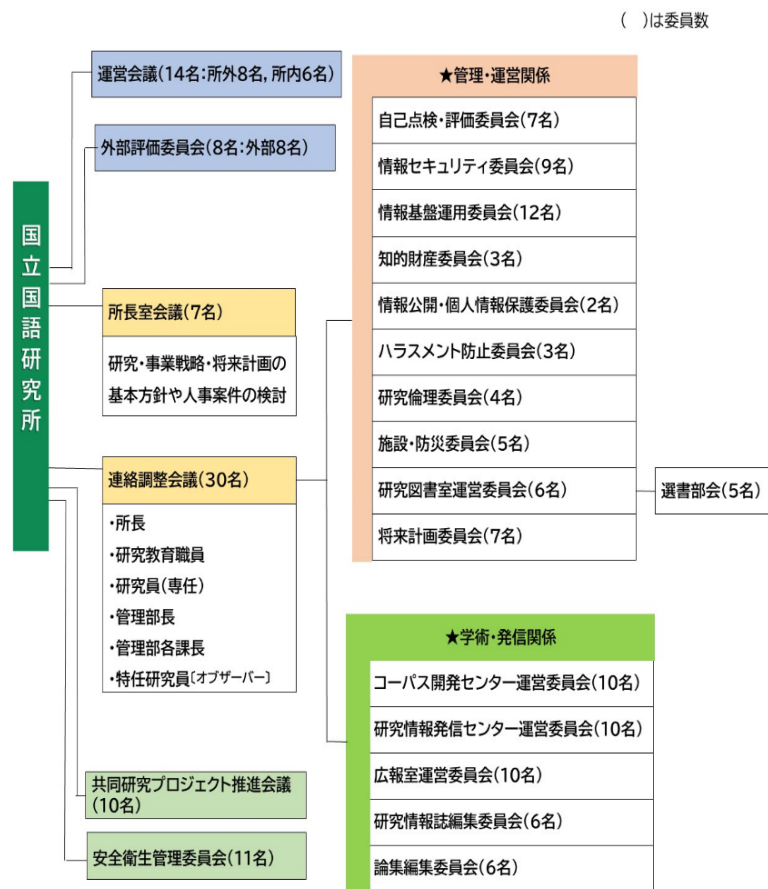 (　)は委員数
国立国語研究所
運営会議(14名:所外8名, 所内6名)
外部評価委員会(8名:外部8名)
所長室会議(7名)
研究・事業戦略・将来計画の
基本方針や人事案件の検討
連絡調整会議(30名)
・所長
・研究教育職員
・研究員(専任)
・管理部長
・管理部各課長
・特任研究員〔オブザーバー〕
共同研究プロジェクト推進会議
(10名)
安全衛生管理委員会(11名)
★管理・運営関係
自己点検・評価委員会(7名)
情報セキュリティ委員会(9名)
情報基盤運用委員会(12名)
知的財産委員会(3名)
情報公開・個人情報保護委員会(2名)
ハラスメント防止委員会(3名)
研究倫理委員会(4名)
施設・防災委員会(5名)
研究図書室運営委員会(6名)
選書部会(5名)
将来計画委員会(7名)
★学術・発信関係
コーパス開発センター運営委員会(10名)
研究情報発信センター運営委員会(10名)
広報室運営委員会(10名)
研究情報誌編集委員会(6名)
論集編集委員会(6名)